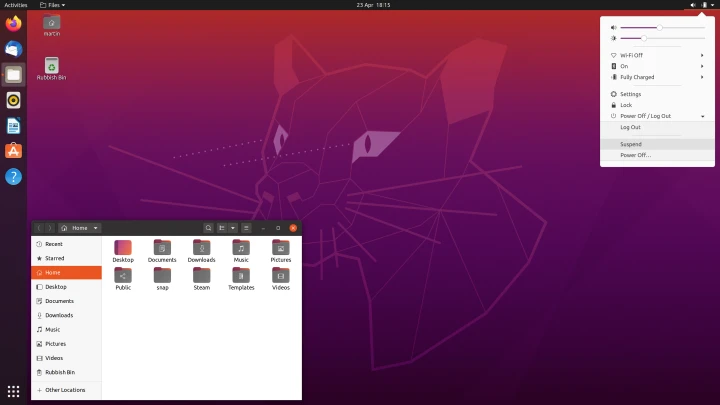 Activities
Files
23 Apr 18:15
martin
Rubbish Bin
Wi-Fi Off
On
Fully Charged
Settings
Lock
Power Off / Log Out
Log Out
Suspend
Power Off...
Home
Recent
Starred
Home
Desktop
Documents
Downloads
Music
Pictures
Videos
Rubbish Bin
Other Locations
Desktop
Documents
Downloads
Music
Pictures
Public
snap
Steam
Templates
Videos